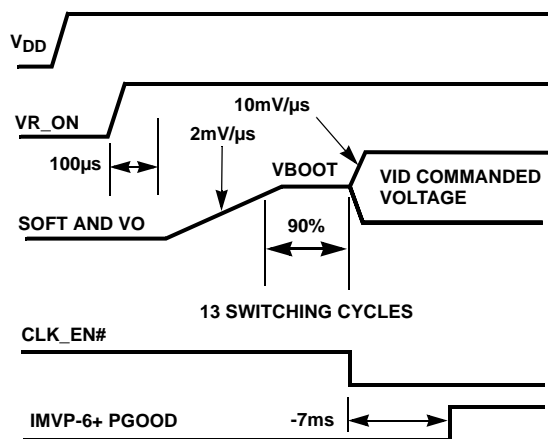 VDD
VR_ON
10mV/µs
2mV/µs
100µs
VBOOT
VID COMMANDED
VOLTAGE
SOFT AND VO
90%
13 SWITCHING CYCLES
CLK_EN#
IMVP-6+ PGOOD
-7ms